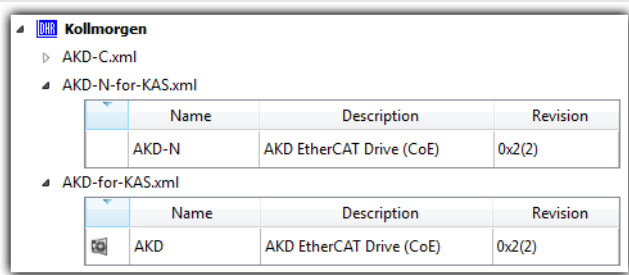 DHR Kollmorgen
AKD-C.xml
AKD-N-for-KAS.xml
Name Description Revision
AKD-N AKD EtherCAT Drive (CoE) 0x2(2)
AKD-for-KAS.xml
Name Description Revision
AKD AKD EtherCAT Drive (CoE) 0x2(2)